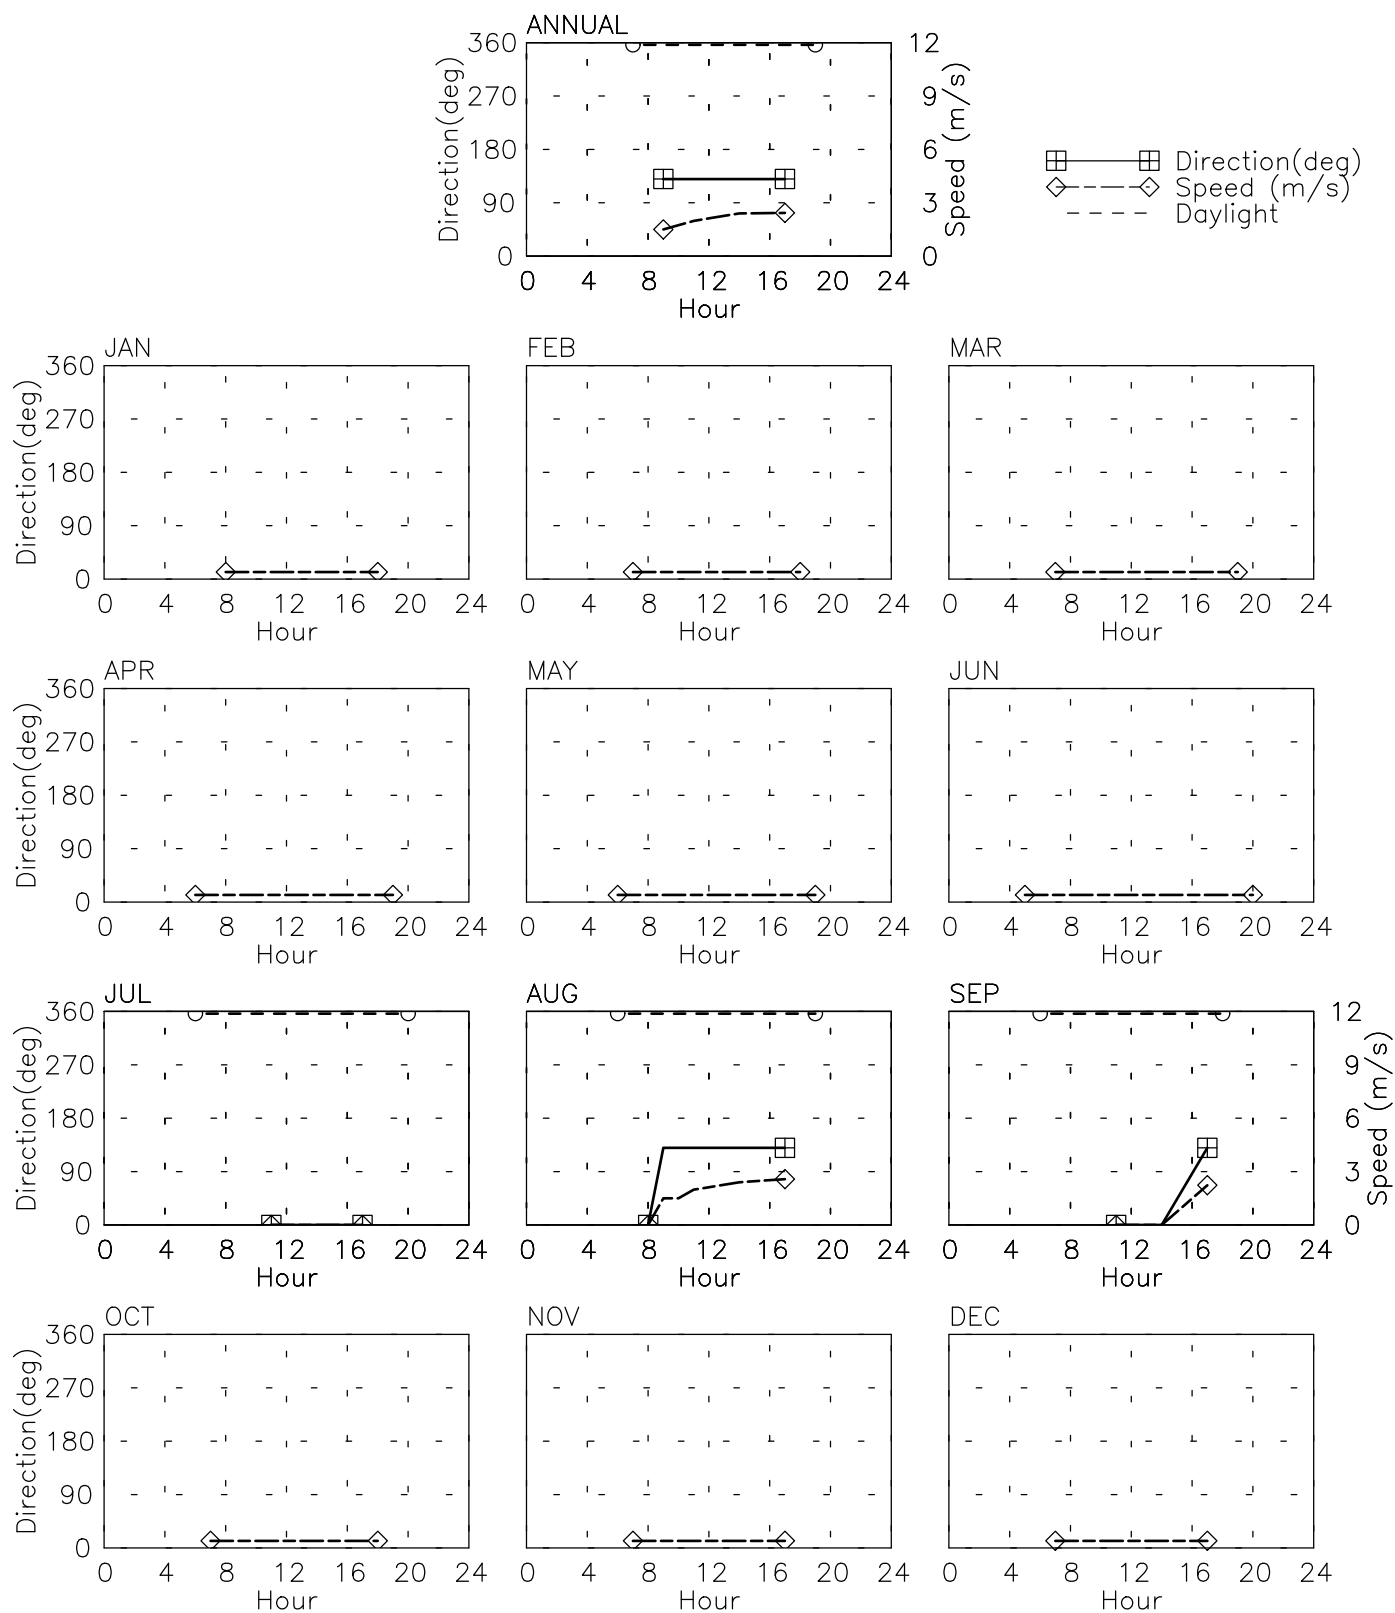 ANNUAL
360
270
180
90
0
Direction(deg)
12
9
6
3
0
Speed (m/s)
0 4 8 12 16 20 24
Hour
Direction(deg)
Speed (m/s)
Daylight
JAN
360
270
180
90
0
Direction(deg)
0 4 8 12 16 20 24
Hour
FEB
0 4 8 12 16 20 24
Hour
MAR
0 4 8 12 16 20 24
Hour
APR
360
270
180
90
0
Direction(deg)
0 4 8 12 16 20 24
Hour
MAY
0 4 8 12 16 20 24
Hour
JUN
0 4 8 12 16 20 24
Hour
JUL
360
270
180
90
0
Direction(deg)
0 4 8 12 16 20 24
Hour
AUG
0 4 8 12 16 20 24
Hour
SEP
12
9
6
3
0
Speed (m/s)
0 4 8 12 16 20 24
Hour
OCT
360
270
180
90
0
Direction(deg)
0 4 8 12 16 20 24
Hour
NOV
0 4 8 12 16 20 24
Hour
DEC
0 4 8 12 16 20 24
Hour